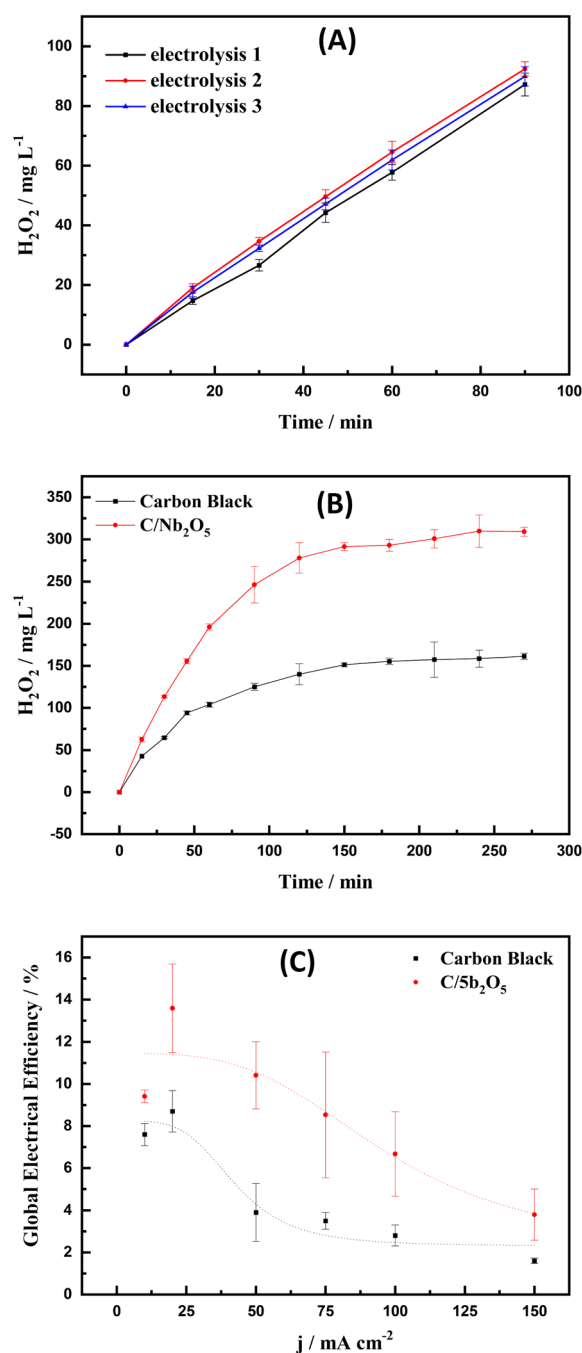 (A)
electrolysis 1
electrolysis 2
electrolysis 3
H₂O₂ / mg L⁻¹
100
80
60
40
20
0
0 20 40 60 80 100
Time / min
(B)
Carbon Black
C/Nb₂O₅
H₂O₂ / mg L⁻¹
350
300
250
200
150
100
50
0
-50
0 50 100 150 200 250 300
Time / min
(C)
Carbon Black
C/5b₂O₅
Global Electrical Efficiency / %
16
14
12
10
8
6
4
2
0
0 25 50 75 100 125 150
j / mA cm⁻²